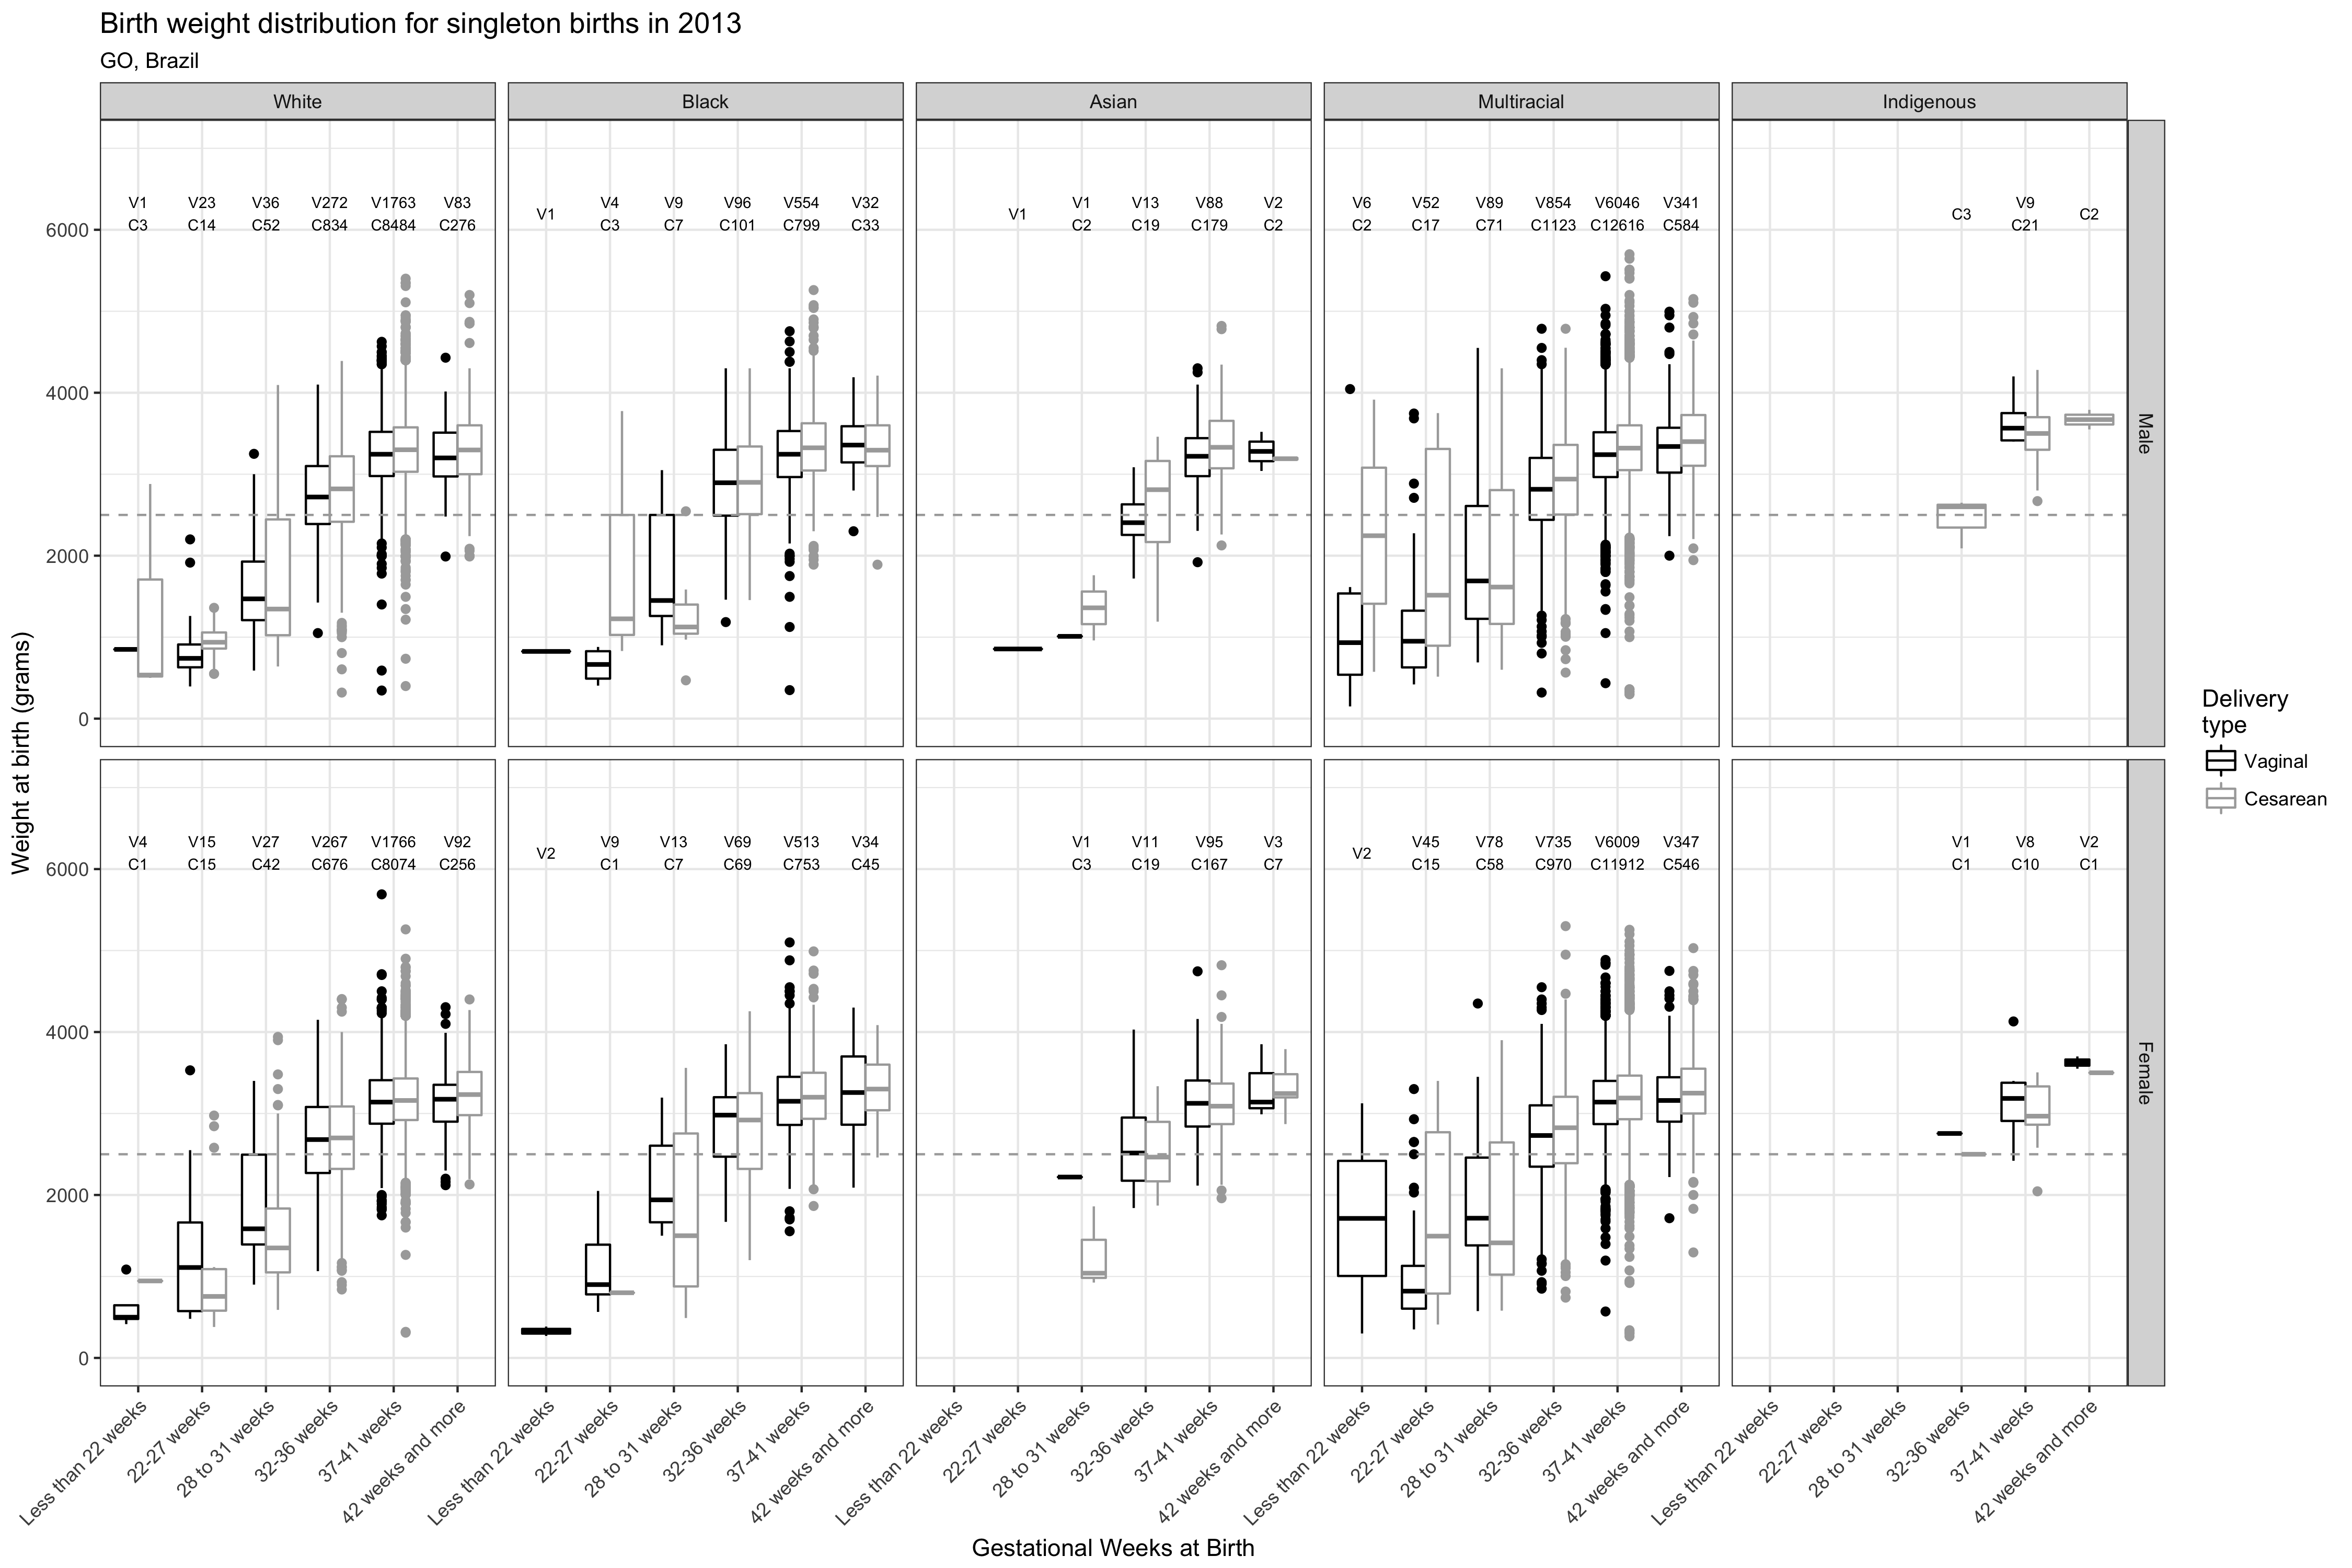 Birth weight distribution for singleton births in 2013
GO, Brazil
White Black Asian Multiracial Indigenous
V1 V23 V36 V272 V1763 V83 V1 V4 V9 V96 V554 V32 V1 V1 V13 V88 V2 V6 V52 V89 V854 V6046 V341 C3 V9 C2
C3 C14 C52 C834 C8484 C276 C3 C7 C101 C799 C33 C2 C19 C179 C2 C2 C17 C71 C1123 C12616 C584 C21
6000
4000
2000
0
Male
V4 V15 V27 V267 V1766 V92 V2 V9 V13 V69 V513 V34 V1 V11 V95 V3 V2 V45 V78 V735 V6009 V347 V1 V8 V2
C1 C15 C42 C676 C8074 C256 C1 C7 C69 C753 C45 C3 C19 C167 C7 C15 C58 C970 C11912 C546 C1 C10 C1
6000
4000
2000
0
Female
Weight at birth (grams)
Less than 22 weeks
22-27 weeks
28 to 31 weeks
32-36 weeks
37-41 weeks
42 weeks and more
Less than 22 weeks
22-27 weeks
28 to 31 weeks
32-36 weeks
37-41 weeks
42 weeks and more
Less than 22 weeks
22-27 weeks
28 to 31 weeks
32-36 weeks
37-41 weeks
42 weeks and more
Less than 22 weeks
22-27 weeks
28 to 31 weeks
32-36 weeks
37-41 weeks
42 weeks and more
Less than 22 weeks
22-27 weeks
28 to 31 weeks
32-36 weeks
37-41 weeks
42 weeks and more
Gestational Weeks at Birth
Delivery
type
Vaginal
Cesarean